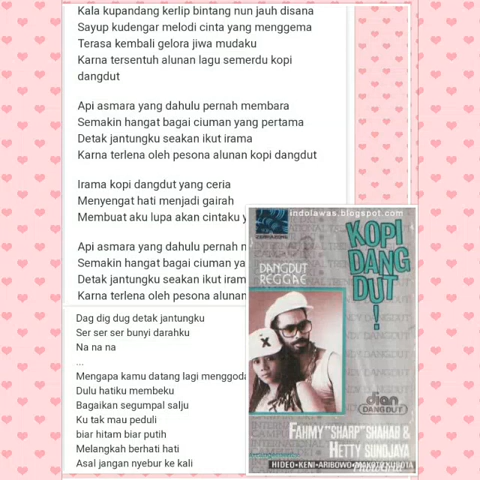 Kala kupandang kerlip bintang nun jauh disana
Sayup kudengar melodi cinta yang menggema
Terasa kembali gelora jiwa mudaku
Karna tersentuh alunan lagu semerdu kopi
dangdut
Api asmara yang dahulu pernah membara
Semakin hangat bagai ciuman yang pertama
Detak jantungku seakan ikut irama
Karna terlena oleh pesona alunan kopi dangdut
Irama kopi dangdut yang ceria
Menyengat hati menjadi gairah
Membuat aku lupa akan cintaku
Api asmara yang dahulu pernah
Semakin hangat bagai ciuman
Detak jantungku seakan ikut
Karna terlena oleh pesona alunan
Dag dig dug detak jantungku
Ser ser ser bunyi darahku
Na na na
...
Mengapa kamu datang lagi
Dulu hatiku membeku
Bagaikan segumpal salju
Ku tak mau peduli
biar hitam biar putih
Melangkah berhati hati
Asal jangan nyebur ke kali
indolawas.blogspot.com
KOPI
DANG
DUT
!
DANGDUT
REGGAE
X
dian
DANGDUT
FAHMY "SHARP" SHAHAB &
HETTY SUNDJAYA
HIDEO•KENI•ARIBOWO•MAKOTO KUBOTA